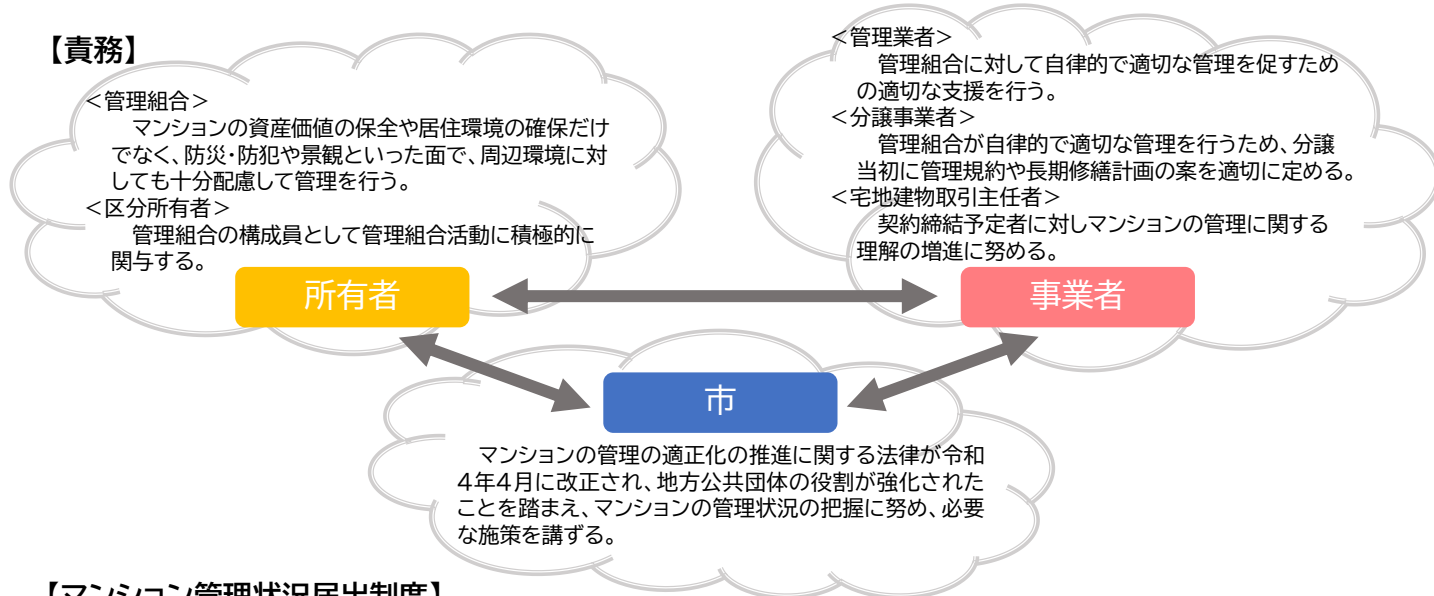 【責務】
<管理組合>
マンションの資産価値の保全や居住環境の確保だけ
でなく、防災・防犯や景観といった面で、周辺環境に対
しても十分配慮して管理を行う。
<区分所有者>
管理組合の構成員として管理組合活動に積極的に
関与する。
所有者
<管理業者>
管理組合に対して自律的で適切な管理を促すため
の適切な支援を行う。
<分譲事業者>
管理組合が自律的で適切な管理を行うため、分譲
当初に管理規約や長期修繕計画の案を適切に定める。
<宅地建物取引主任者>
契約締結予定者に対しマンションの管理に関する
理解の増進に努める。
事業者
市
マンションの管理の適正化の推進に関する法律が令和
4年4月に改正され、地方公共団体の役割が強化された
ことを踏まえ、マンションの管理状況の把握に努め、必要
な施策を講ずる。
【マンション管理状況届出制度】